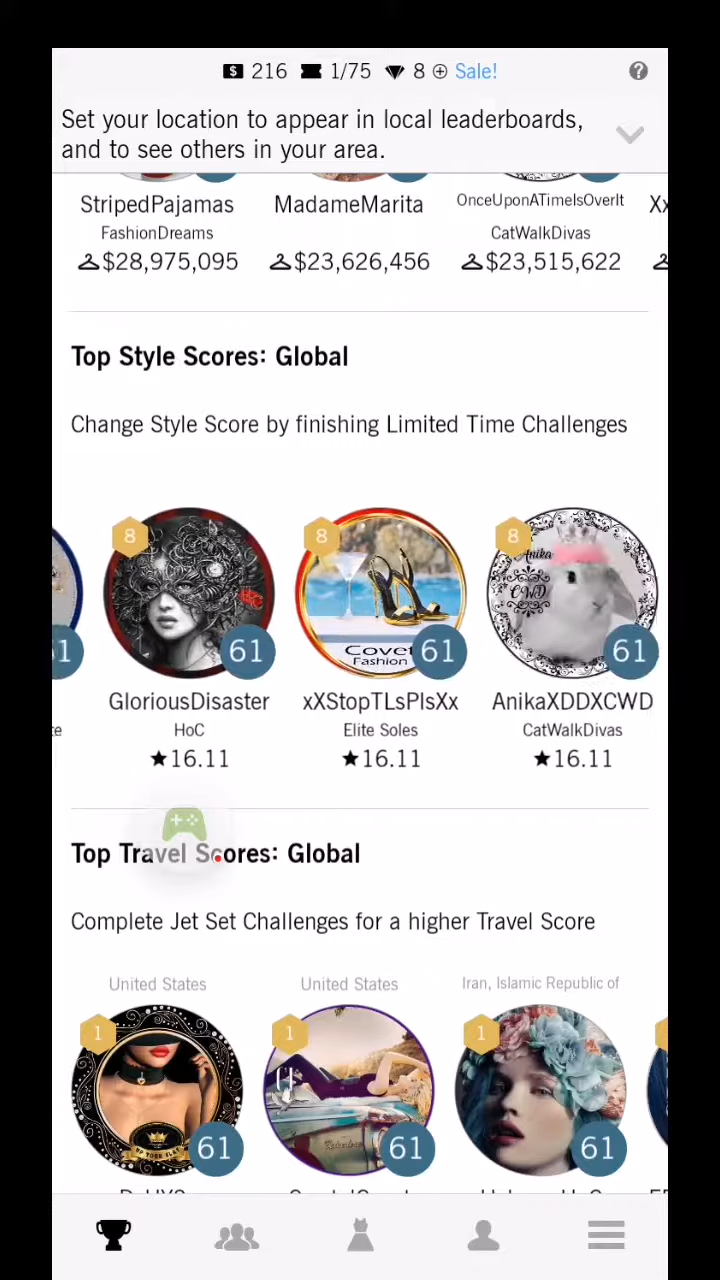 216 1/75 8 Sale!
Set your location to appear in local leaderboards,
and to see others in your area.
StripedPajamas MadameMarita OnceUponATimeIsOverIt
FashionDreams CatWalkDivas
$28,975,095 $23,626,456 $23,515,622
Top Style Scores: Global
Change Style Score by finishing Limited Time Challenges
8 8 8
Anika
CWD
Covet
Fashion
61 61 61
GloriousDisaster xXStopTLsPlsXx AnikaXDDXCWD
HoC Elite Soles CatWalkDivas
★16.11 ★16.11 ★16.11
Top Travel Scores: Global
Complete Jet Set Challenges for a higher Travel Score
United States United States Iran, Islamic Republic of
1 1 1
61 61 61